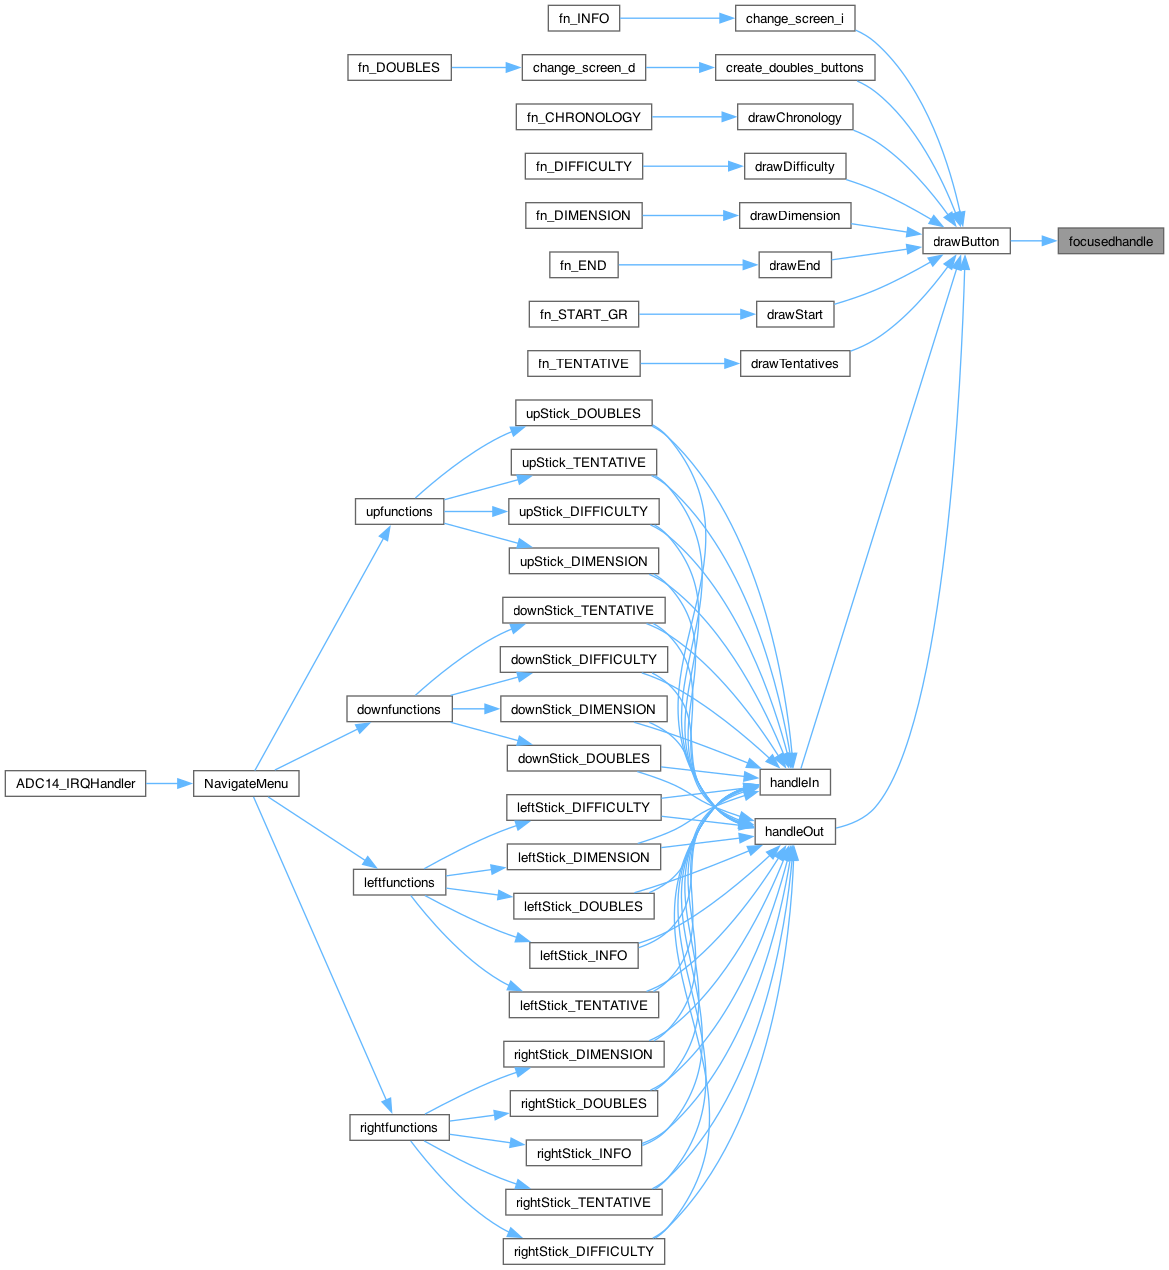 fn_INFO
change_screen_i
fn_DOUBLES
change_screen_d
create_doubles_buttons
fn_CHRONOLOGY
drawChronology
fn_DIFFICULTY
drawDifficulty
fn_DIMENSION
drawDimension
drawButton
focusedhandle
fn_END
drawEnd
fn_START_GR
drawStart
fn_TENTATIVE
drawTentatives
upStick_DOUBLES
upStick_TENTATIVE
upfunctions
upStick_DIFFICULTY
upStick_DIMENSION
downStick_TENTATIVE
downStick_DIFFICULTY
downfunctions
downStick_DIMENSION
downStick_DOUBLES
ADC14_IRQHandler
NavigateMenu
handleIn
leftStick_DIFFICULTY
handleOut
leftStick_DIMENSION
leftfunctions
leftStick_DOUBLES
leftStick_INFO
leftStick_TENTATIVE
rightStick_DIMENSION
rightStick_DOUBLES
rightfunctions
rightStick_INFO
rightStick_TENTATIVE
rightStick_DIFFICULTY